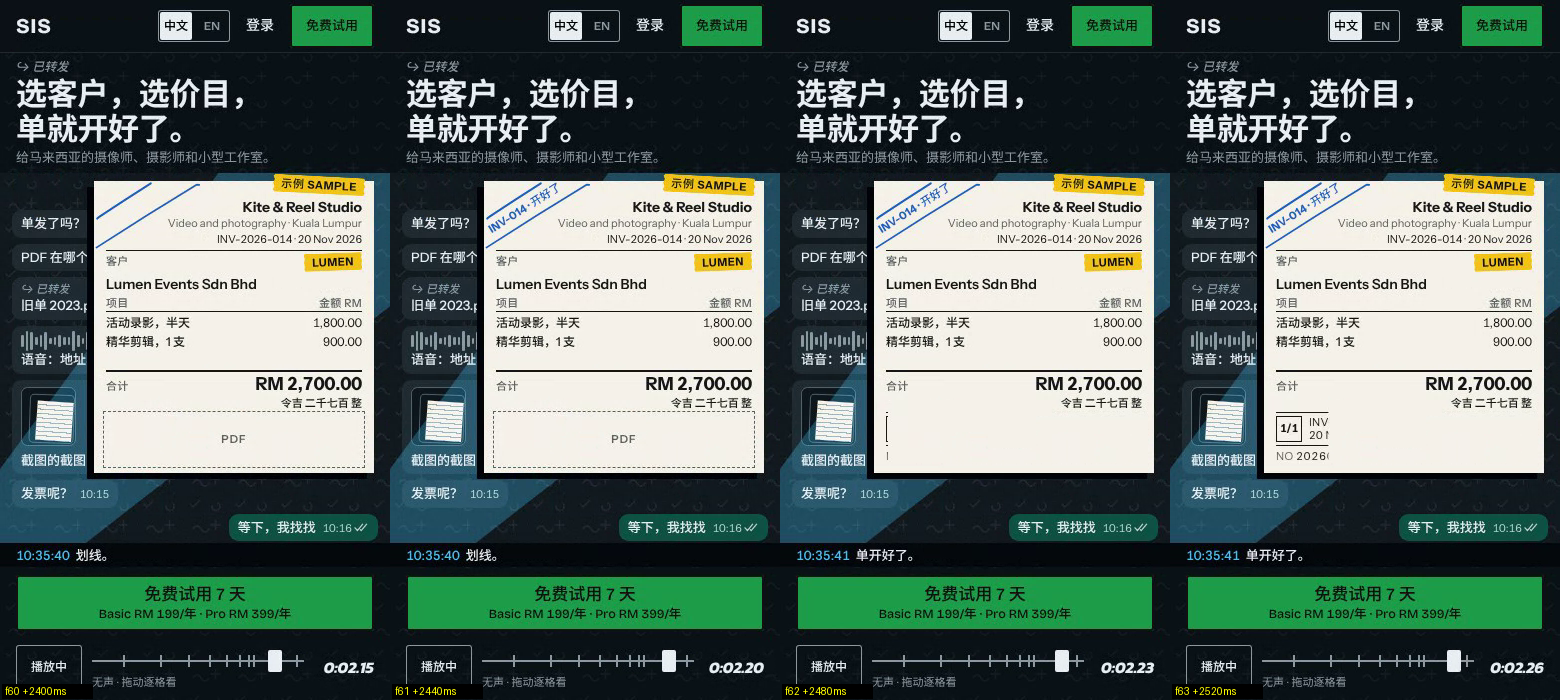 SIS 中文 EN 登录 免费试用
已转发
选客户，选价目，
单就开好了。
给马来西亚的摄像师、摄影师和小型工作室。
示例 SAMPLE
Kite & Reel Studio
Video and photography · Kuala Lumpur
INV-2026-014 · 20 Nov 2026
单发了吗?
PDF 在哪个
客户 LUMEN
Lumen Events Sdn Bhd
已转发
旧单 2023.p
项目 金额 RM
活动录影，半天 1,800.00
精华剪辑，1支 900.00
语音：地址
合计 RM 2,700.00
令吉 二千七百 整
PDF
截图的截图
发票呢? 10:15
等下，我找找 10:16
10:35:40 划线。
免费试用 7 天
Basic RM 199/年 · Pro RM 399/年
播放中 0:02.15
无声 · 拖动逐格看
f60 +2400ms
SIS 中文 EN 登录 免费试用
已转发
选客户，选价目，
单就开好了。
给马来西亚的摄像师、摄影师和小型工作室。
示例 SAMPLE
INV-014 · 开好了
Kite & Reel Studio
Video and photography · Kuala Lumpur
INV-2026-014 · 20 Nov 2026
单发了吗?
PDF 在哪个
客户 LUMEN
Lumen Events Sdn Bhd
已转发
旧单 2023.p
项目 金额 RM
活动录影，半天 1,800.00
精华剪辑，1支 900.00
语音：地址
合计 RM 2,700.00
令吉 二千七百 整
PDF
截图的截图
发票呢? 10:15
等下，我找找 10:16
10:35:40 划线。
免费试用 7 天
Basic RM 199/年 · Pro RM 399/年
播放中 0:02.20
无声 · 拖动逐格看
f61 +2440ms
SIS 中文 EN 登录 免费试用
已转发
选客户，选价目，
单就开好了。
给马来西亚的摄像师、摄影师和小型工作室。
示例 SAMPLE
INV-014 · 开好了
Kite & Reel Studio
Video and photography · Kuala Lumpur
INV-2026-014 · 20 Nov 2026
单发了吗?
PDF 在哪个
客户 LUMEN
Lumen Events Sdn Bhd
已转发
旧单 2023.p
项目 金额 RM
活动录影，半天 1,800.00
精华剪辑，1支 900.00
语音：地址
合计 RM 2,700.00
令吉 二千七百 整
截图的截图
发票呢? 10:15
等下，我找找 10:16
10:35:41 单开好了。
免费试用 7 天
Basic RM 199/年 · Pro RM 399/年
播放中 0:02.23
无声 · 拖动逐格看
f62 +2480ms
SIS 中文 EN 登录 免费试用
已转发
选客户，选价目，
单就开好了。
给马来西亚的摄像师、摄影师和小型工作室。
示例 SAMPLE
INV-014 · 开好了
Kite & Reel Studio
Video and photography · Kuala Lumpur
INV-2026-014 · 20 Nov 2026
单发了吗?
PDF 在哪个
客户 LUMEN
Lumen Events Sdn Bhd
已转发
旧单 2023.p
项目 金额 RM
活动录影，半天 1,800.00
精华剪辑，1支 900.00
语音：地址
合计 RM 2,700.00
令吉 二千七百 整
1/1 INV
20
NO 2026
截图的截图
发票呢? 10:15
等下，我找找 10:16
10:35:41 单开好了。
免费试用 7 天
Basic RM 199/年 · Pro RM 399/年
播放中 0:02.26
无声 · 拖动逐格看
f63 +2520ms